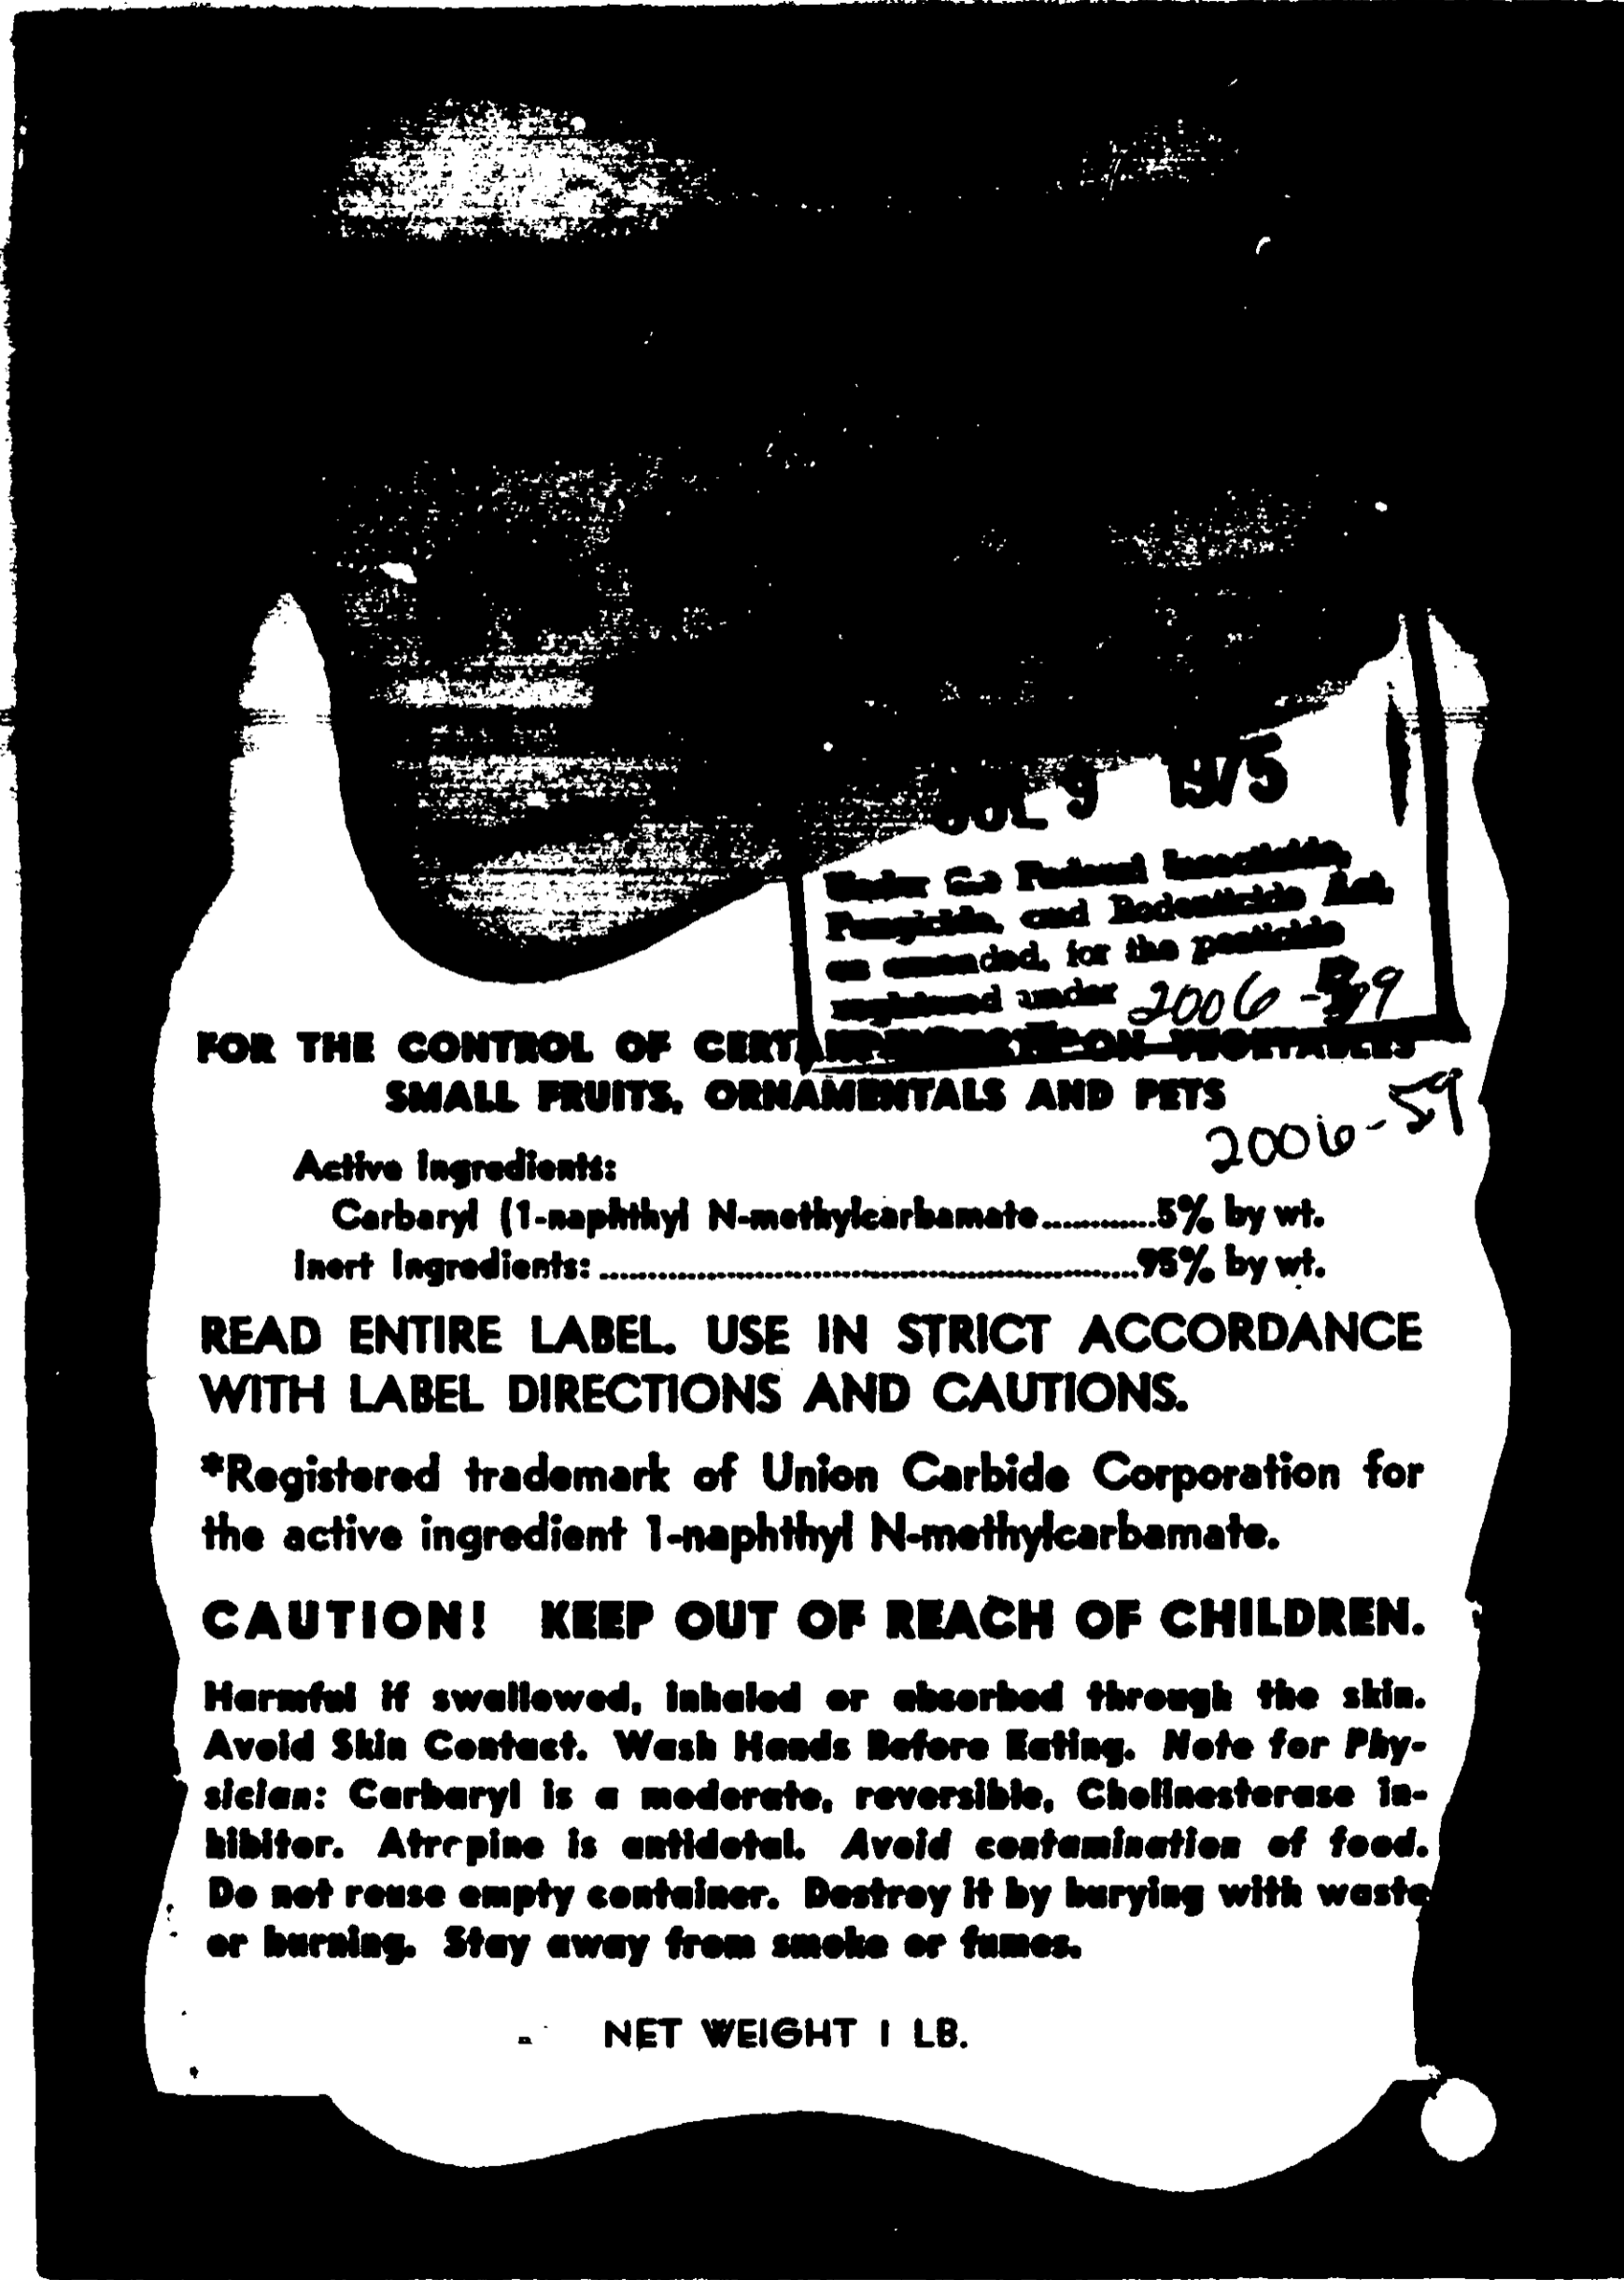 JUL 9 1975
Under the Federal Insecticide,
Fungicide, and Rodenticide Act,
as amended, for the pesticide
registered under 2006-59
FOR THE CONTROL OF CERTAIN INSECTS ON VEGETABLES
SMALL FRUITS, ORNAMENTALS AND PETS
2006-59
Active Ingredients:
Carbaryl (1-naphthyl N-methylcarbamate.............5% by wt.
Inert Ingredients: ..........................................................95% by wt.
READ ENTIRE LABEL. USE IN STRICT ACCORDANCE
WITH LABEL DIRECTIONS AND CAUTIONS.
*Registered trademark of Union Carbide Corporation for
the active ingredient 1-naphthyl N-methylcarbamate.
CAUTION! KEEP OUT OF REACH OF CHILDREN.
Harmful if swallowed, inhaled or absorbed through the skin.
Avoid Skin Contact. Wash Hands Before Eating. Note for Phy-
sician: Carbaryl is a moderate, reversible, Cholinesterase in-
hibitor. Atropine is antidotal. Avoid contamination of food.
Do not reuse empty container. Destroy it by burying with waste
or burning. Stay away from smoke or fumes.
NET WEIGHT 1 LB.